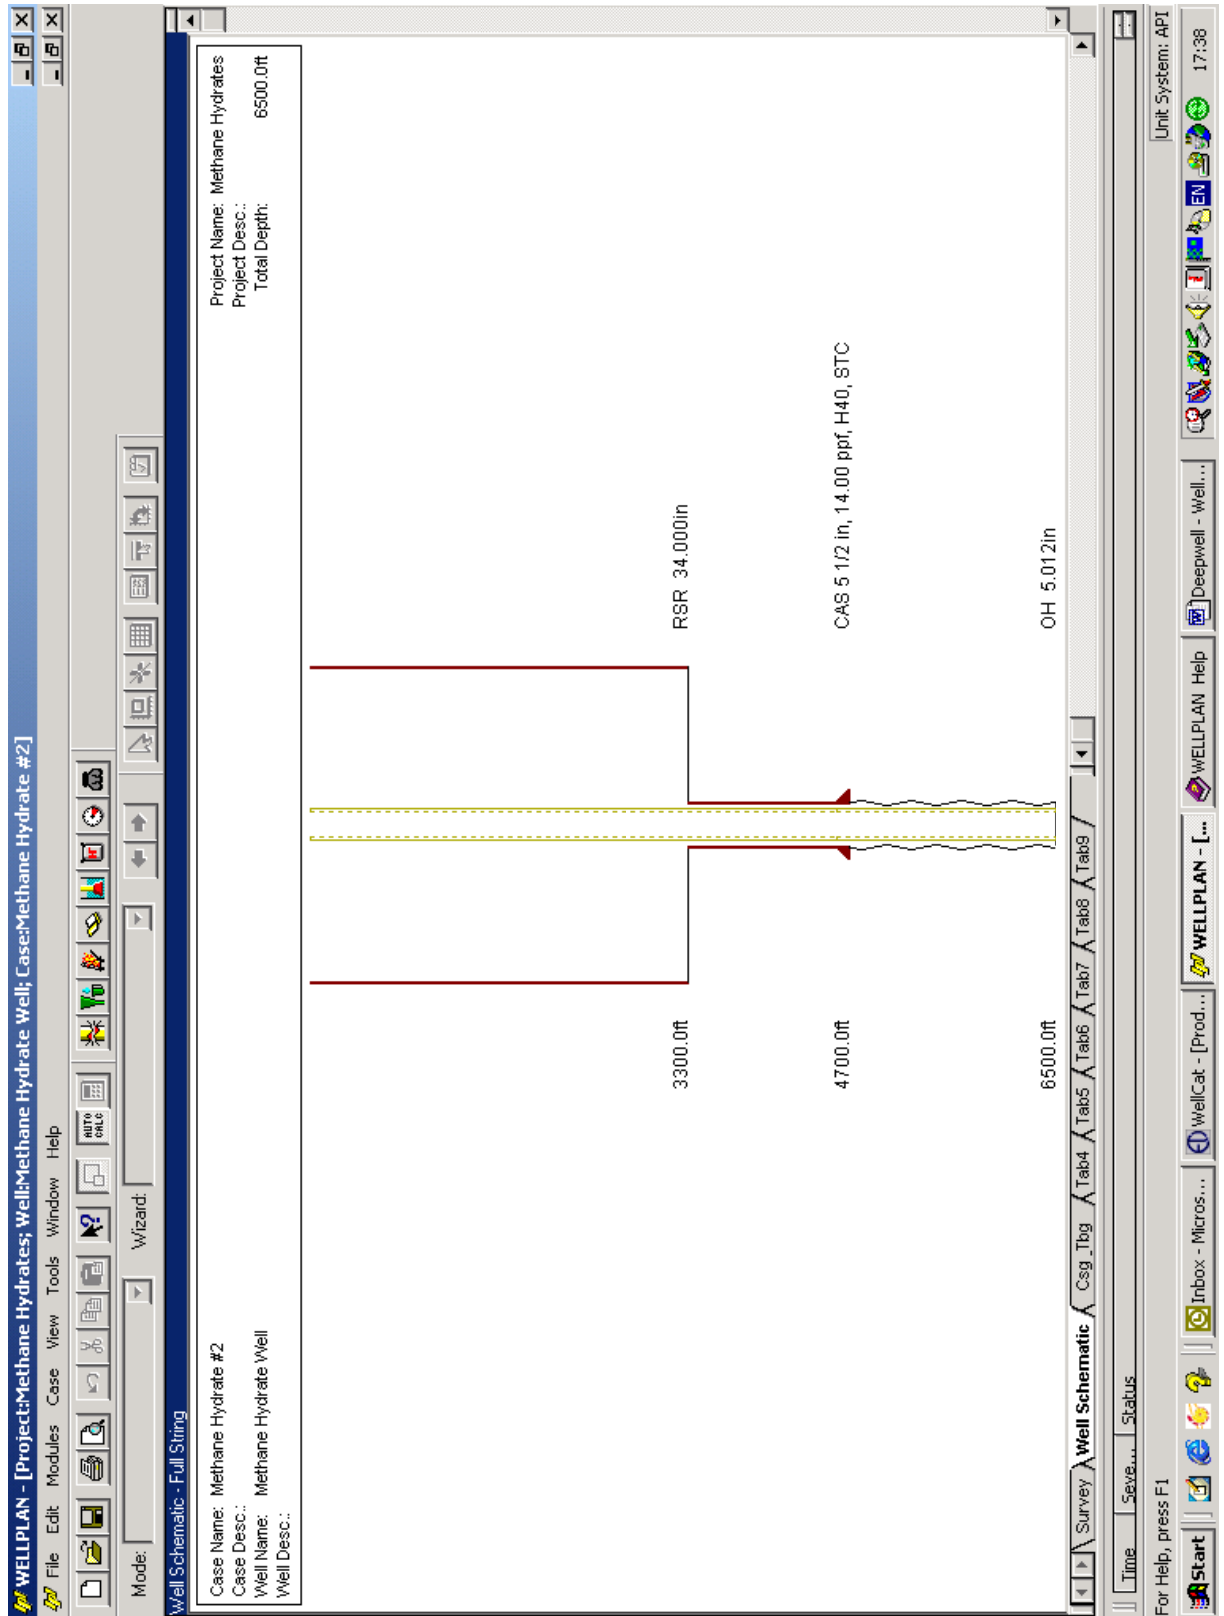 WELLPLAN - [Project:Methane Hydrates; Well:Methane Hydrate Well; Case:Methane Hydrate #2]
File Edit Modules Case View Tools Window Help
AUTO CALC
Mode: Wizard:
Well Schematic - Full String
Case Name: Methane Hydrate #2 Project Name: Methane Hydrates
Case Desc.: Project Desc.:
Well Name: Methane Hydrate Well Total Depth: 6500.0ft
Well Desc.:
3300.0ft RSR 34.000in
4700.0ft CAS 5 1/2 in, 14.00 ppf, H40, STC
6500.0ft OH 5.012in
Survey Well Schematic Csg_Tbg Tab4 Tab5 Tab6 Tab7 Tab8 Tab9
Time Seve... Status
For Help, press F1 Unit System: API
Start Inbox - Micros... WellCat - [Prod... WELLPLAN - [... WELLPLAN Help Deepwell - Well... EN 17:38